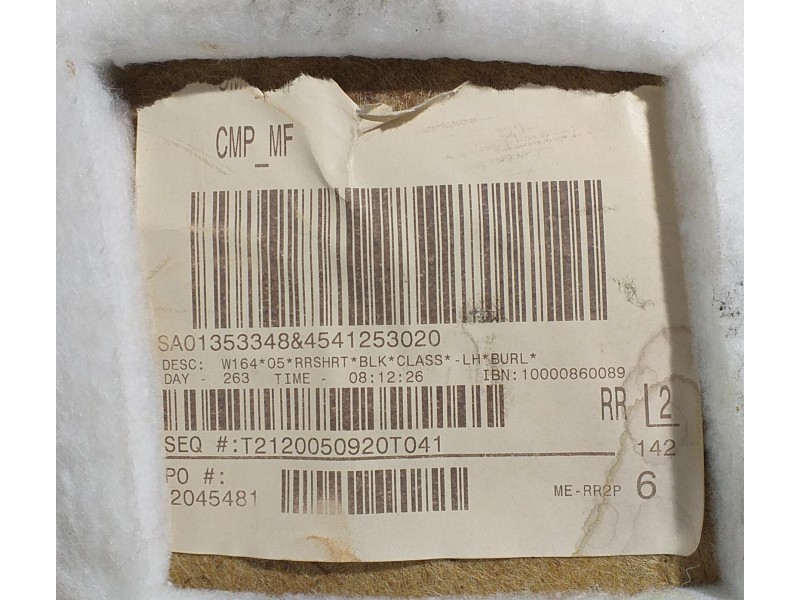 CMP_MF
SA01353348&4541253020
DESC: W164*05*RRSHRT*BLK*CLASS*-LH*BURL*
DAY - 263 TIME - 08:12:26 IBN:10000860089
RR L2
SEQ #:T2120050920T041
142
PO #:
2045481
ME-RR2P 6